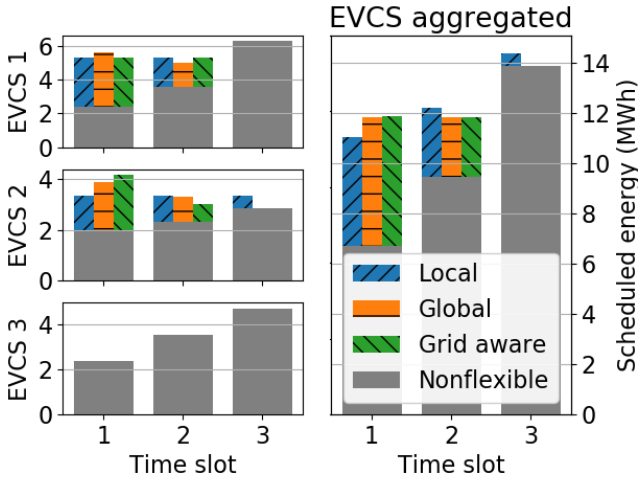 EVCS aggregated
EVCS 1
6
4
2
0
EVCS 2
4
2
0
EVCS 3
4
2
0
1 2 3
Time slot
14
12
10
8
6
4
2
0
Scheduled energy (MWh)
Local
Global
Grid aware
Nonflexible
1 2 3
Time slot